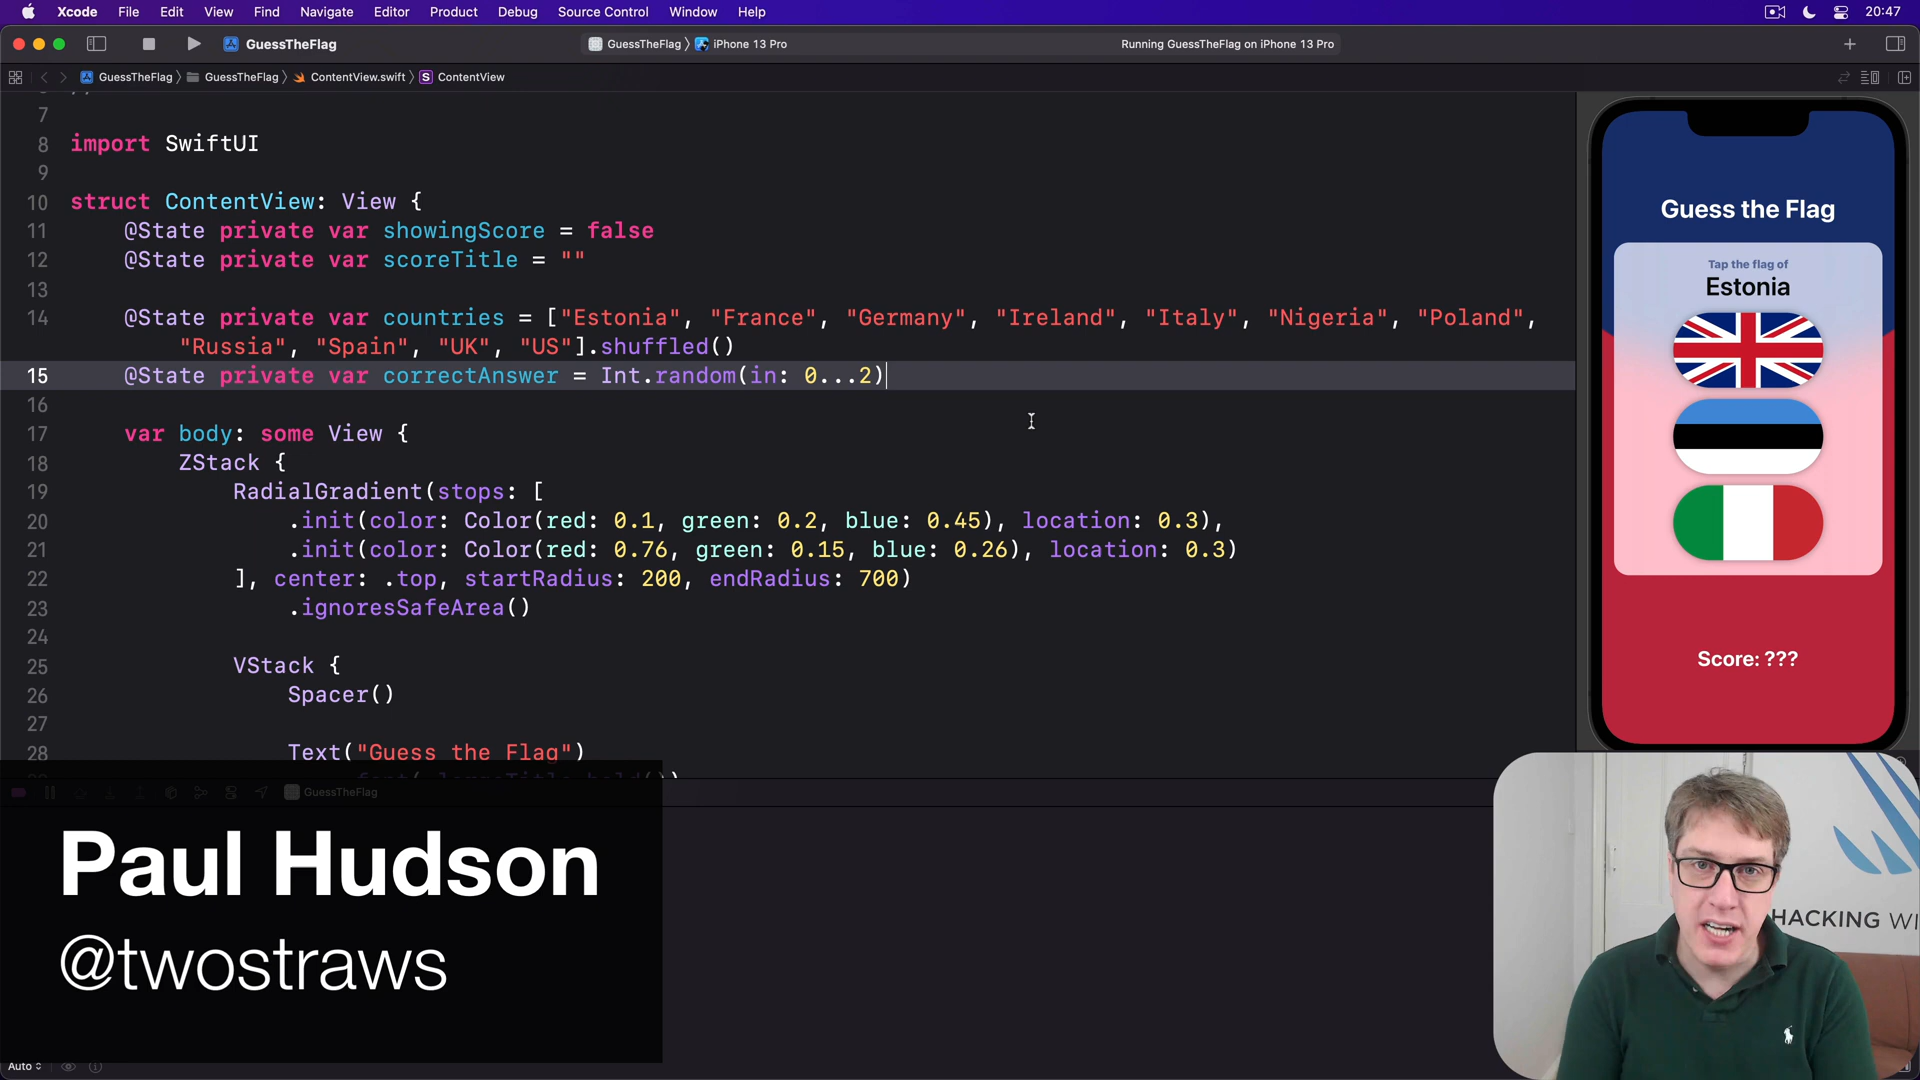 Xcode File Edit View Find Navigate Editor Product Debug Source Control Window Help 20:47
GuessTheFlag GuessTheFlag iPhone 13 Pro Running GuessTheFlag on iPhone 13 Pro
GuessTheFlag GuessTheFlag ContentView.swift S ContentView
7
8 import SwiftUI
9
10 struct ContentView: View {
11 @State private var showingScore = false
12 @State private var scoreTitle = ""
13
14 @State private var countries = ["Estonia", "France", "Germany", "Ireland", "Italy", "Nigeria", "Poland",
"Russia", "Spain", "UK", "US"].shuffled()
15 @State private var correctAnswer = Int.random(in: 0...2)
16
17 var body: some View {
18 ZStack {
19 RadialGradient(stops: [
20 .init(color: Color(red: 0.1, green: 0.2, blue: 0.45), location: 0.3),
21 .init(color: Color(red: 0.76, green: 0.15, blue: 0.26), location: 0.3)
22 ], center: .top, startRadius: 200, endRadius: 700)
23 .ignoresSafeArea()
24
25 VStack {
26 Spacer()
27
28 Text("Guess the Flag")
GuessTheFlag
Guess the Flag
Tap the flag of
Estonia
Score: ???
Paul Hudson
@twostraws
HACKING WI
Auto